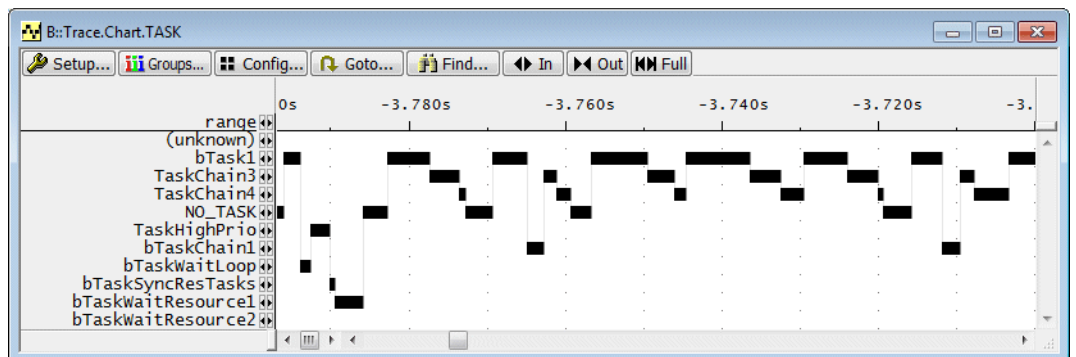 B::Trace.Chart.TASK
Setup... Groups... Config... Goto... Find... In Out Full
0s -3.780s -3.760s -3.740s -3.720s -3.
range
(unknown)
bTask1
TaskChain3
TaskChain4
NO_TASK
TaskHighPrio
bTaskChain1
bTaskWaitLoop
bTaskSyncResTasks
bTaskWaitResource1
bTaskWaitResource2